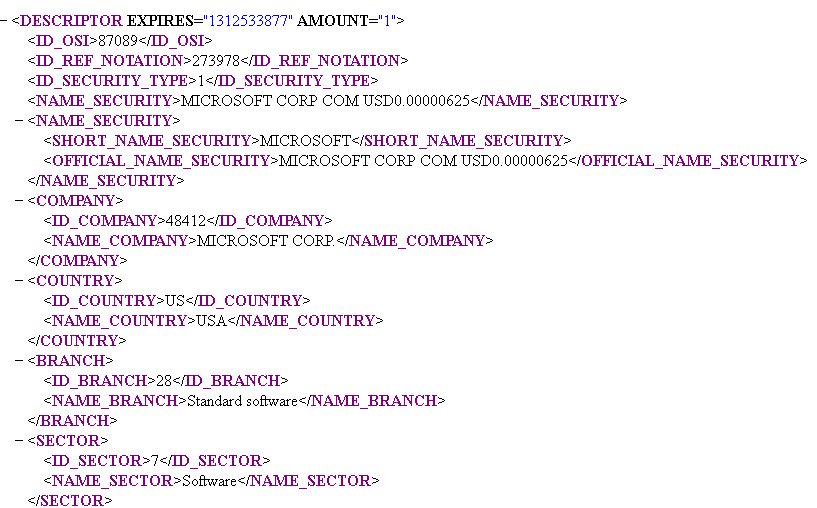 − <DESCRIPTOR EXPIRES="1312533877" AMOUNT="1">
<ID_OSI>87089</ID_OSI>
<ID_REF_NOTATION>273978</ID_REF_NOTATION>
<ID_SECURITY_TYPE>1</ID_SECURITY_TYPE>
<NAME_SECURITY>MICROSOFT CORP COM USD0.00000625</NAME_SECURITY>
− <NAME_SECURITY>
<SHORT_NAME_SECURITY>MICROSOFT</SHORT_NAME_SECURITY>
<OFFICIAL_NAME_SECURITY>MICROSOFT CORP COM USD0.00000625</OFFICIAL_NAME_SECURITY>
</NAME_SECURITY>
− <COMPANY>
<ID_COMPANY>48412</ID_COMPANY>
<NAME_COMPANY>MICROSOFT CORP.</NAME_COMPANY>
</COMPANY>
− <COUNTRY>
<ID_COUNTRY>US</ID_COUNTRY>
<NAME_COUNTRY>USA</NAME_COUNTRY>
</COUNTRY>
− <BRANCH>
<ID_BRANCH>28</ID_BRANCH>
<NAME_BRANCH>Standard software</NAME_BRANCH>
</BRANCH>
− <SECTOR>
<ID_SECTOR>7</ID_SECTOR>
<NAME_SECTOR>Software</NAME_SECTOR>
</SECTOR>